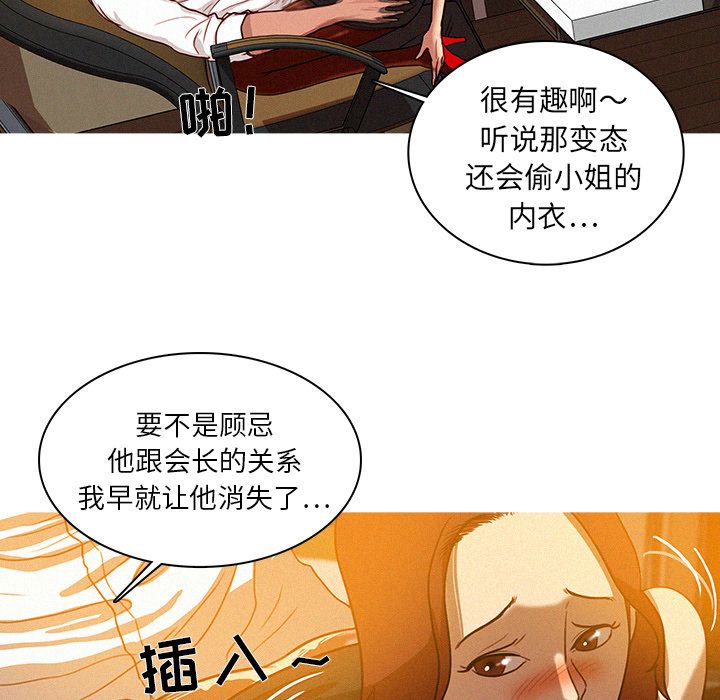 啪！
很有趣啊～
听说那变态
还会偷小姐的
内衣...
要不是顾忌
他跟会长的关系
我早就让他消失了...
插入～